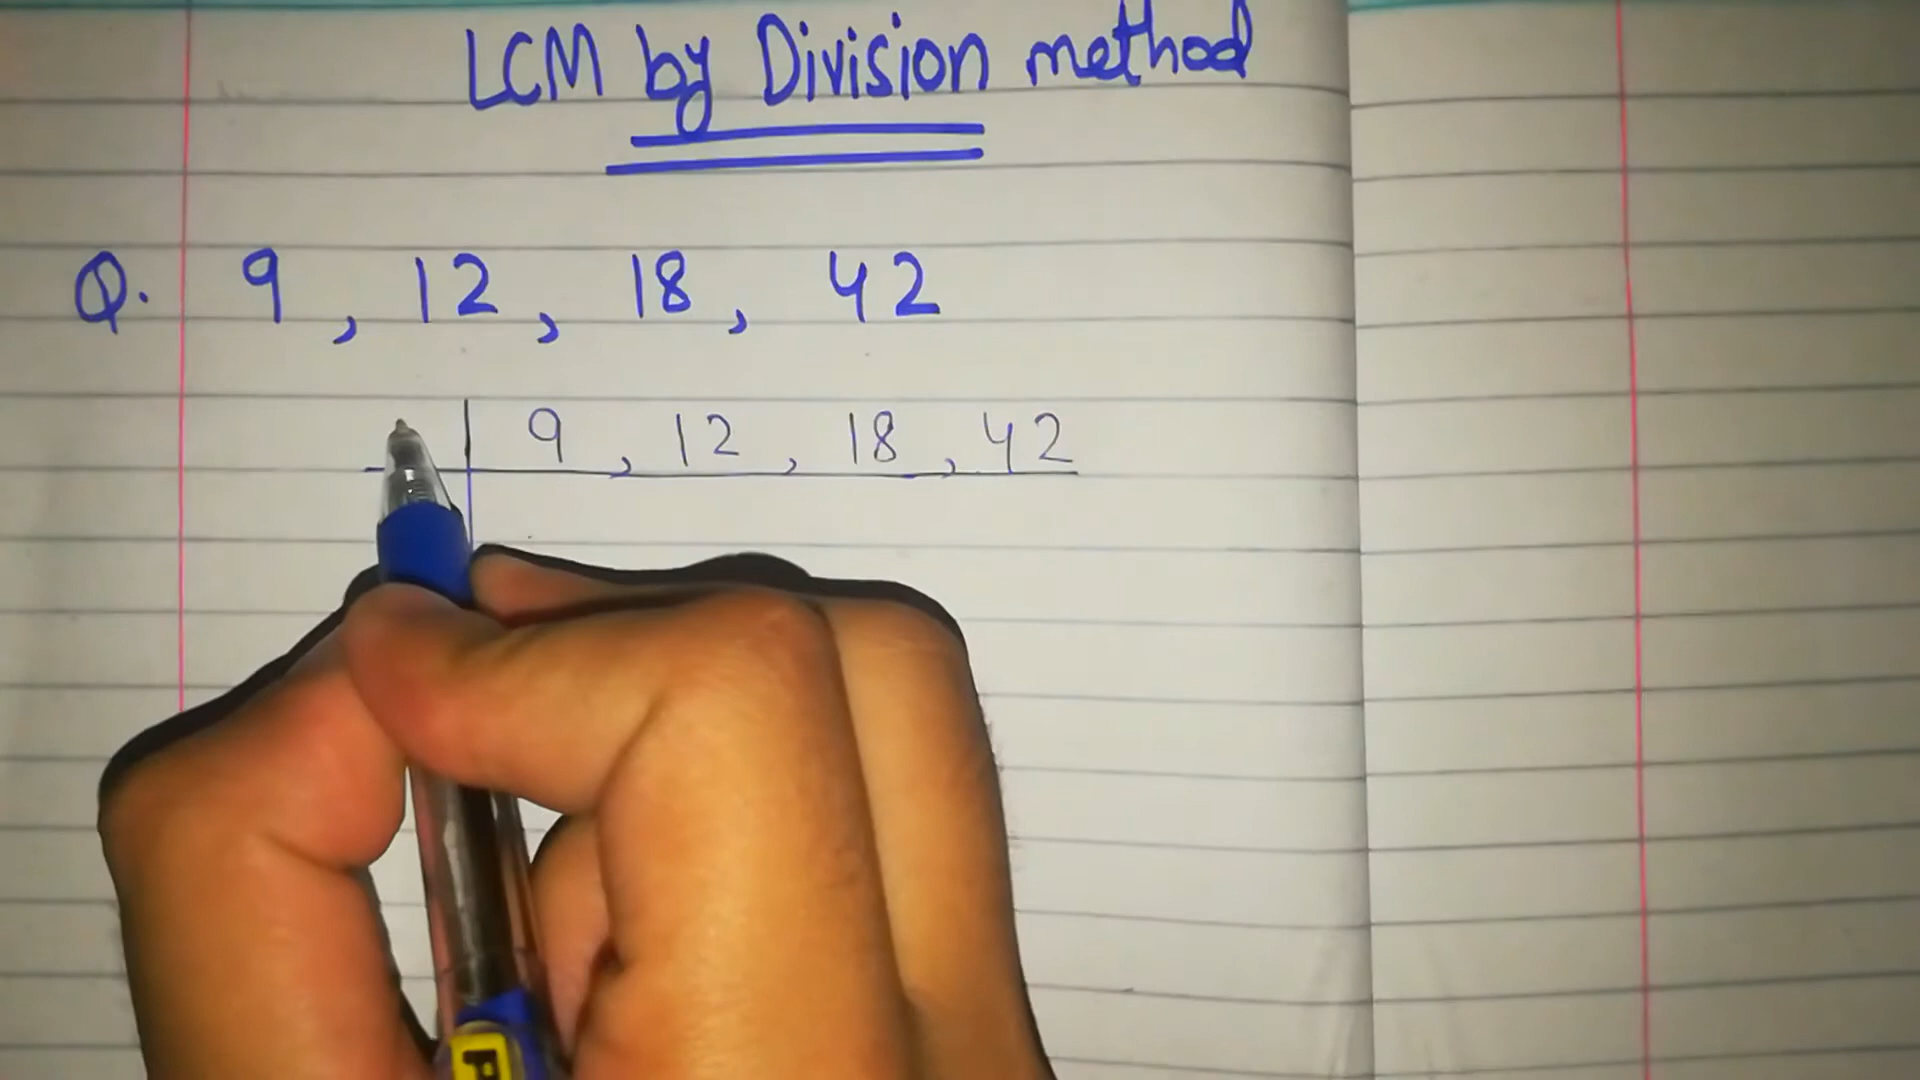 LCM by Division method
Q. 9, 12, 18, 42
9, 12, 18, 42